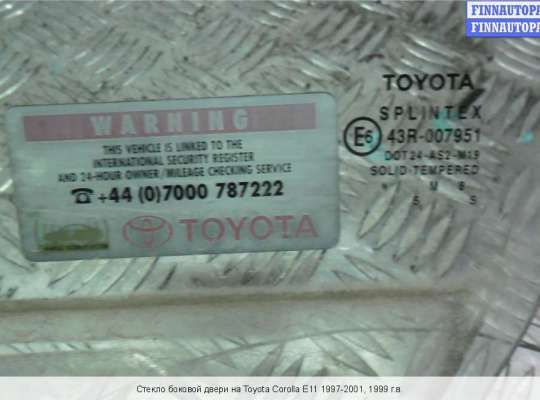 FINNAUTOPA
FINNAUTOPA
WARNING
THIS VEHICLE IS LINKED TO THE
INTERNATIONAL SECURITY REGISTER
AND 24-HOUR OWNER/MILEAGE CHECKING SERVICE
☎+44 (0)7000 787222
TOYOTA
TOYOTA
SPLINTEX
E6 43R-007951
DOT24-AS2-M19
SOLID-TEMPERED
Стекло боковой двери на Toyota Corolla E11 1997-2001, 1999 г.в.